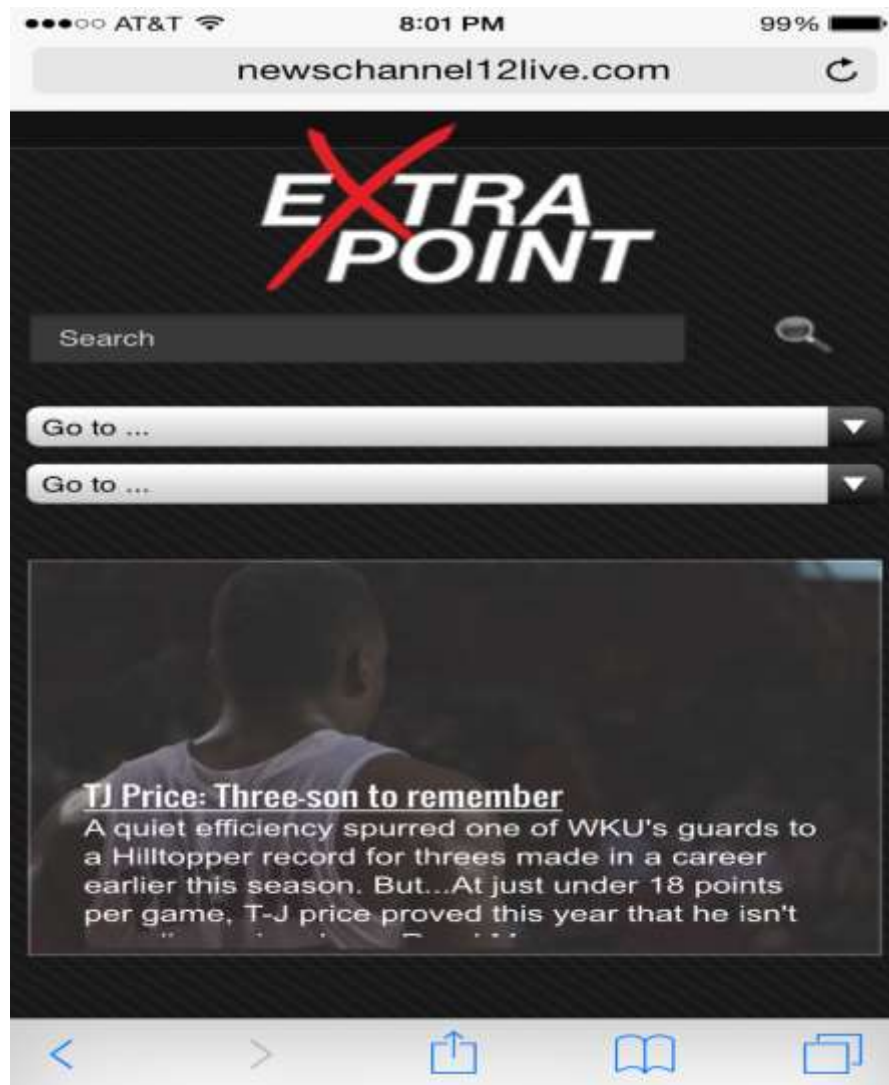 AT&T 8:01 PM 99%
newschannel12live.com
EXTRA
POINT
Search
Go to ...
Go to ...
TJ Price: Three-son to remember
A quiet efficiency spurred one of WKU's guards to
a Hilltopper record for threes made in a career
earlier this season. But...At just under 18 points
per game, T-J price proved this year that he isn't